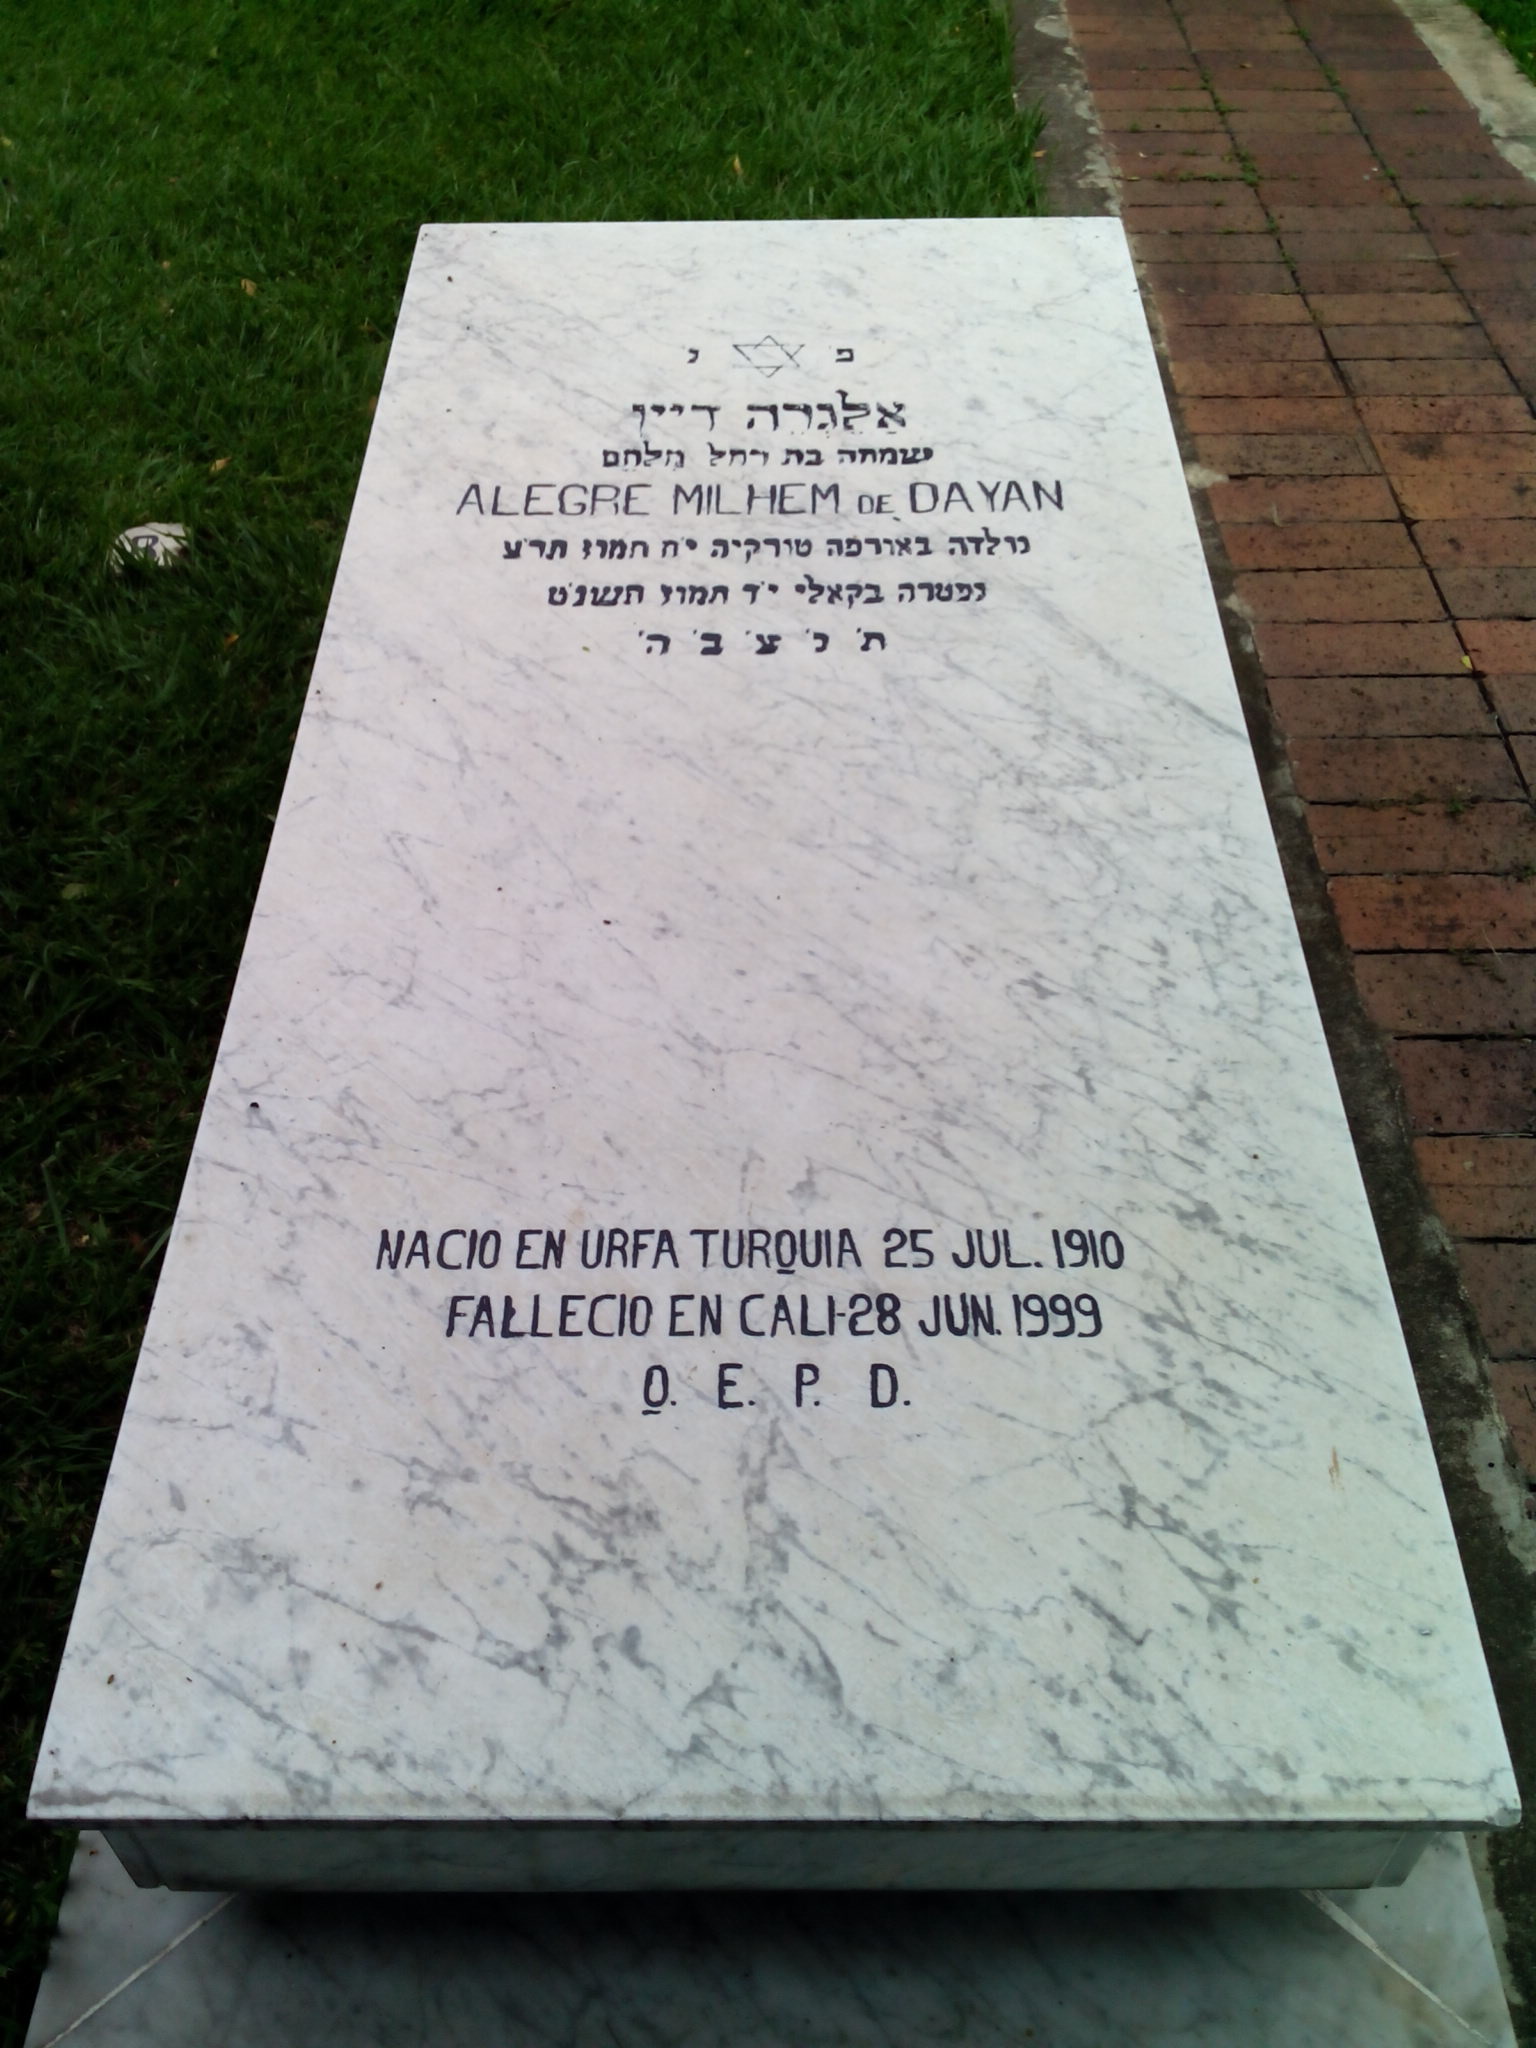 פ נ
אַלֵגְרֵה דיין
שמחה בת רחל מלחם
ALEGRE MILHEM DE DAYAN
נולדה באורפה טורקיה י״ח תמוז תר״ע
נפטרה בקאלי י״ד תמוז תשנ״ט
ת׳ נ׳ צ׳ ב׳ ה׳
NACIO EN URFA TURQUIA 25 JUL. 1910
FALLECIO EN CALI-28 JUN. 1999
Q. E. P. D.